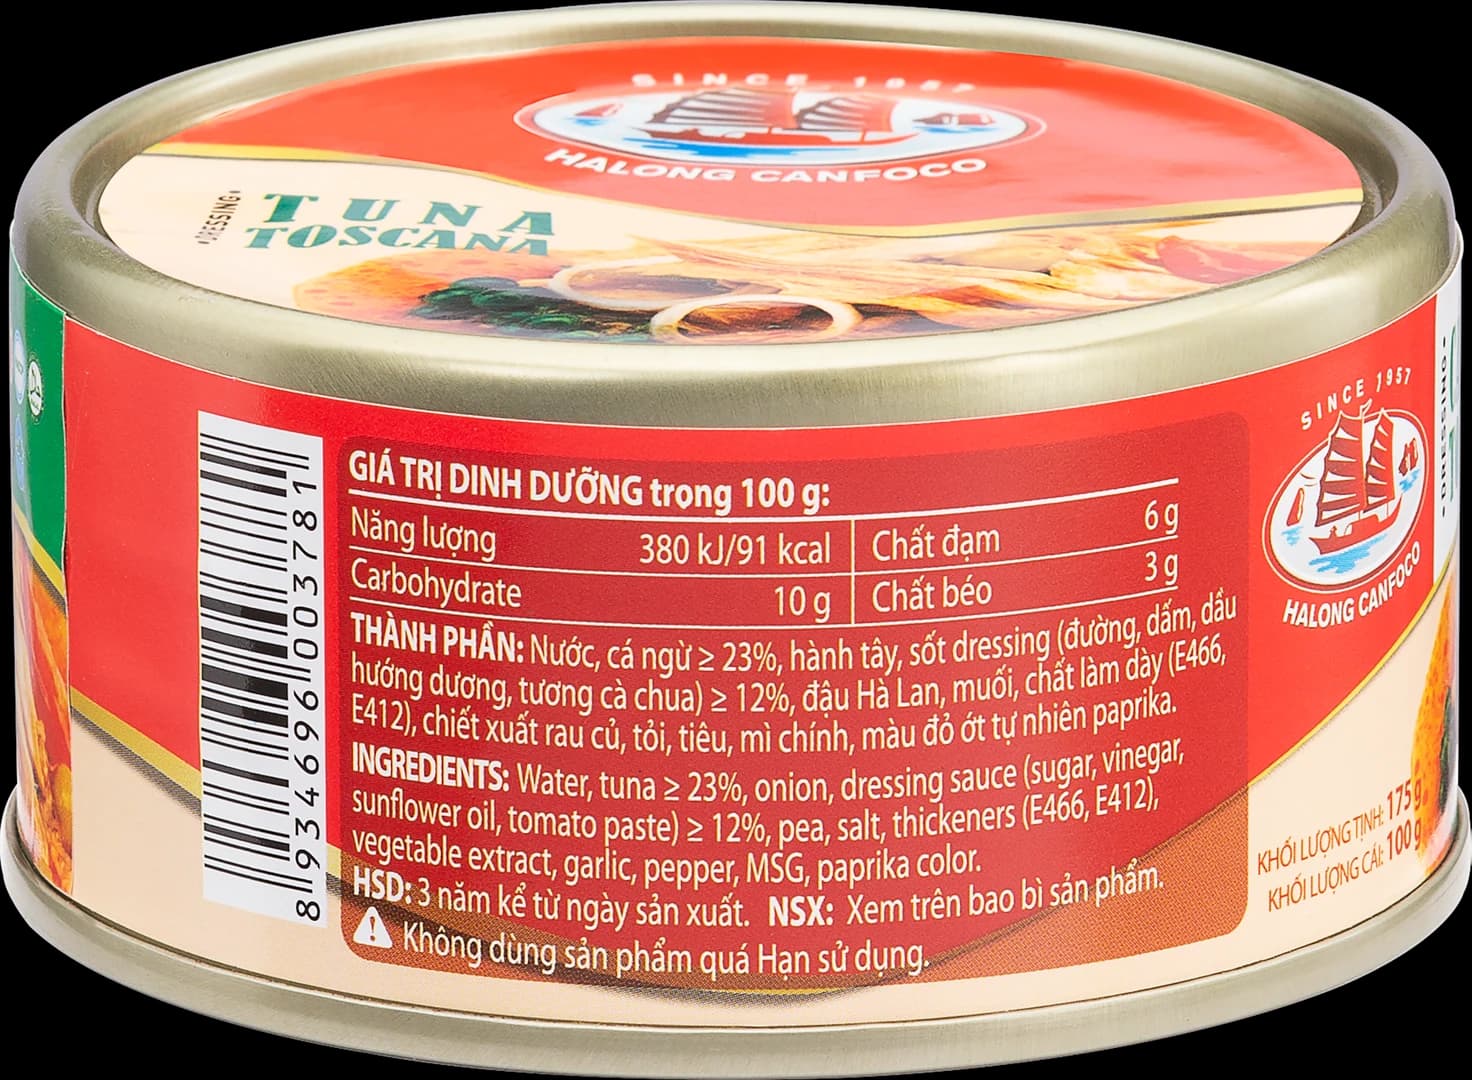 SINCE 1957
HALONG CANFOCO
•DRESSING•
TUNA
TOSCANA
8 934696 003781
GIÁ TRỊ DINH DƯỠNG trong 100 g:
Năng lượng 380 kJ/91 kcal Chất đạm 6 g
Carbohydrate 10 g Chất béo 3 g
THÀNH PHẦN: Nước, cá ngừ ≥ 23%, hành tây, sốt dressing (đường, dấm, dầu
hướng dương, tương cà chua) ≥ 12%, đậu Hà Lan, muối, chất làm dày (E466,
E412), chiết xuất rau củ, tỏi, tiêu, mì chính, màu đỏ ớt tự nhiên paprika.
INGREDIENTS: Water, tuna ≥ 23%, onion, dressing sauce (sugar, vinegar,
sunflower oil, tomato paste) ≥ 12%, pea, salt, thickeners (E466, E412),
vegetable extract, garlic, pepper, MSG, paprika color.
HSD: 3 năm kể từ ngày sản xuất. NSX: Xem trên bao bì sản phẩm.
Không dùng sản phẩm quá Hạn sử dụng.
SINCE 1957
HALONG CANFOCO
KHỐI LƯỢNG TỊNH: 175 g
KHỐI LƯỢNG CÁI: 100 g
•DRESSING•